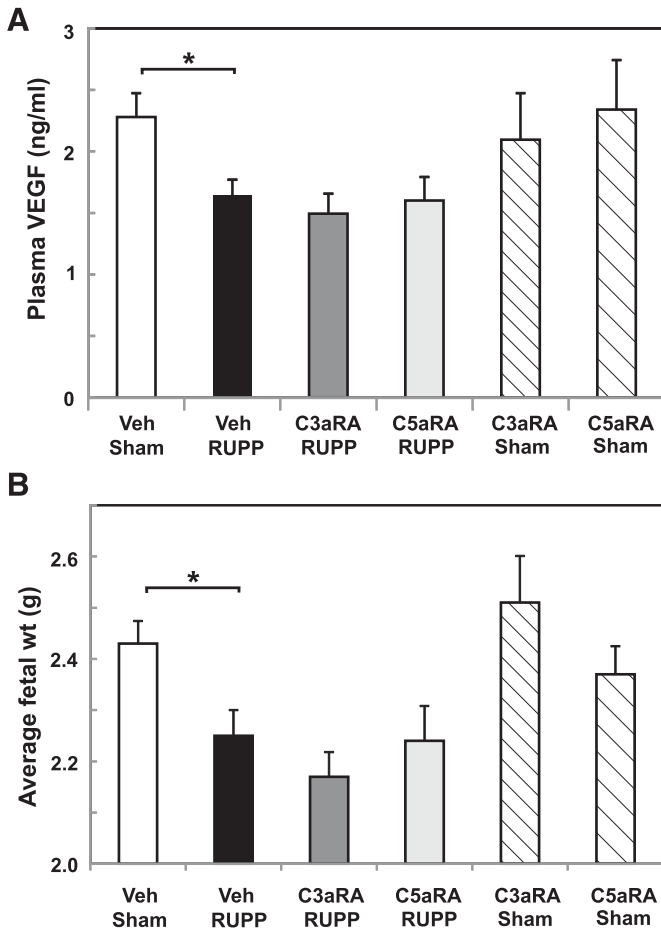 A
Plasma VEGF (ng/ml)
3
2
1
0
*
Veh Veh C3aRA C5aRA C3aRA C5aRA
Sham RUPP RUPP RUPP Sham Sham
B
Average fetal wt (g)
2.6
2.4
2.2
2.0
*
Veh Veh C3aRA C5aRA C3aRA C5aRA
Sham RUPP RUPP RUPP Sham Sham